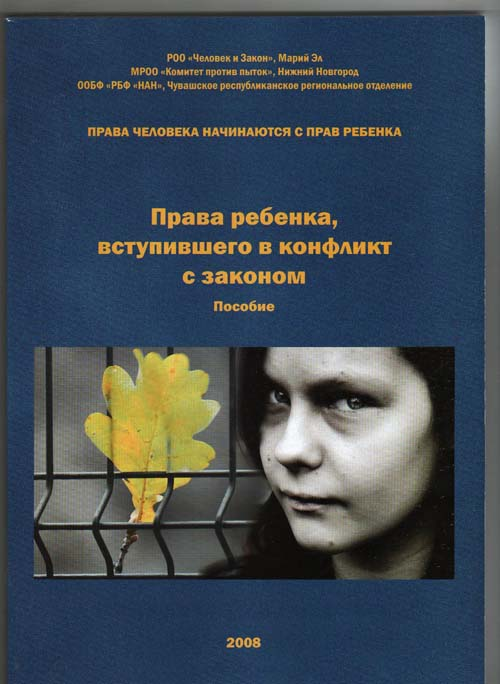 РОО «Человек и Закон», Марий Эл
МРОО «Комитет против пыток», Нижний Новгород
ООБФ «РБФ «НАН», Чувашское республиканское региональное отделение
ПРАВА ЧЕЛОВЕКА НАЧИНАЮТСЯ С ПРАВ РЕБЕНКА
Права ребенка,
вступившего в конфликт
с законом
Пособие
2008